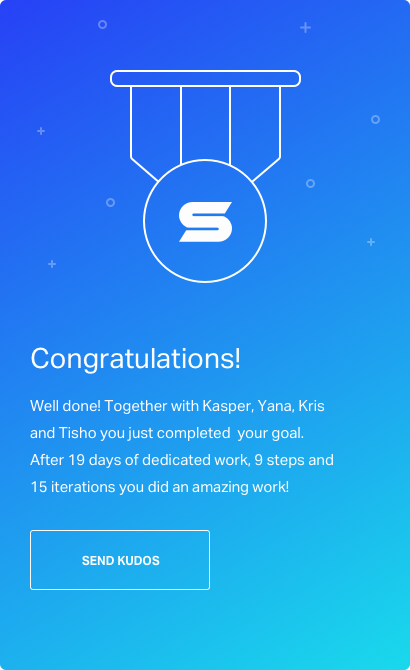 S
Congratulations!
Well done! Together with Kasper, Yana, Kris
and Tisho you just completed  your goal.
After 19 days of dedicated work, 9 steps and
15 iterations you did an amazing work!
SEND KUDOS